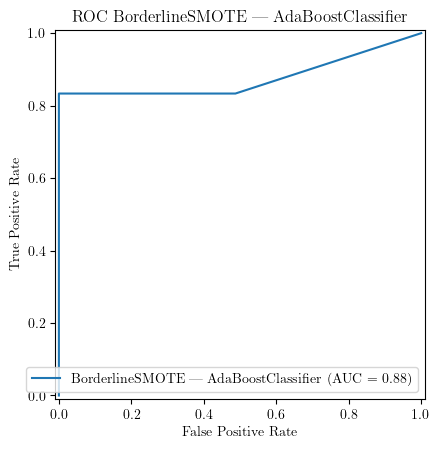 ROC BorderlineSMOTE — AdaBoostClassifier
1.0
0.8
0.6
0.4
0.2
0.0
True Positive Rate
BorderlineSMOTE — AdaBoostClassifier (AUC = 0.88)
0.0 0.2 0.4 0.6 0.8 1.0
False Positive Rate